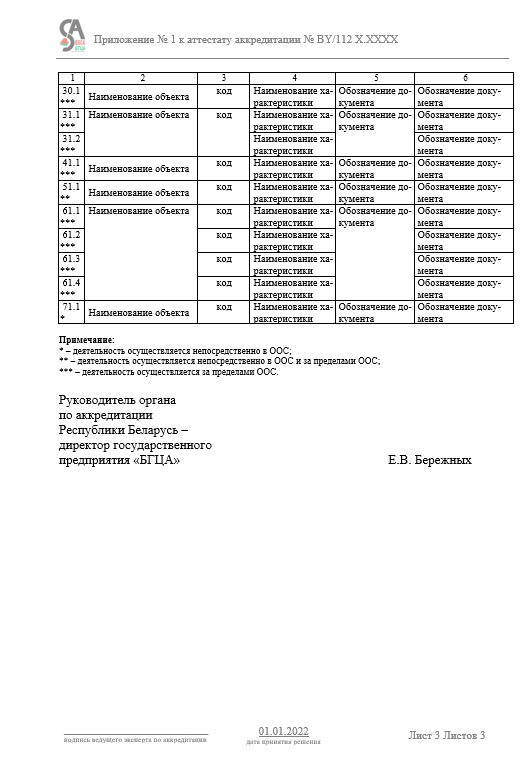 Приложение № 1 к аттестату аккредитации № BY/112 X.XXXX
1 2 3 4 5 6
30.1 *** Наименование объекта код Наименование ха-рактеристики Обозначение до-кумента Обозначение доку-мента
31.1 *** Наименование объекта код Наименование ха-рактеристики Обозначение до-кумента Обозначение доку-мента
31.2 *** Наименование ха-рактеристики Обозначение доку-мента
41.1 *** Наименование объекта код Наименование ха-рактеристики Обозначение до-кумента Обозначение доку-мента
51.1 ** Наименование объекта код Наименование ха-рактеристики Обозначение до-кумента Обозначение доку-мента
61.1 *** Наименование объекта код Наименование ха-рактеристики Обозначение до-кумента Обозначение доку-мента
61.2 *** код Наименование ха-рактеристики Обозначение доку-мента
61.3 *** код Наименование ха-рактеристики Обозначение доку-мента
61.4 *** код Наименование ха-рактеристики Обозначение доку-мента
71.1 * Наименование объекта код Наименование ха-рактеристики Обозначение до-кумента Обозначение доку-мента
Примечание:
* – деятельность осуществляется непосредственно в ООС;
** – деятельность осуществляется непосредственно в ООС и за пределами ООС;
*** – деятельность осуществляется за пределами ООС.
Руководитель органа
по аккредитации
Республики Беларусь –
директор государственного
предприятия «БГЦА» Е.В. Бережных
01.01.2022
подпись ведущего эксперта по аккредитации дата принятия решения Лист 3 Листов 3